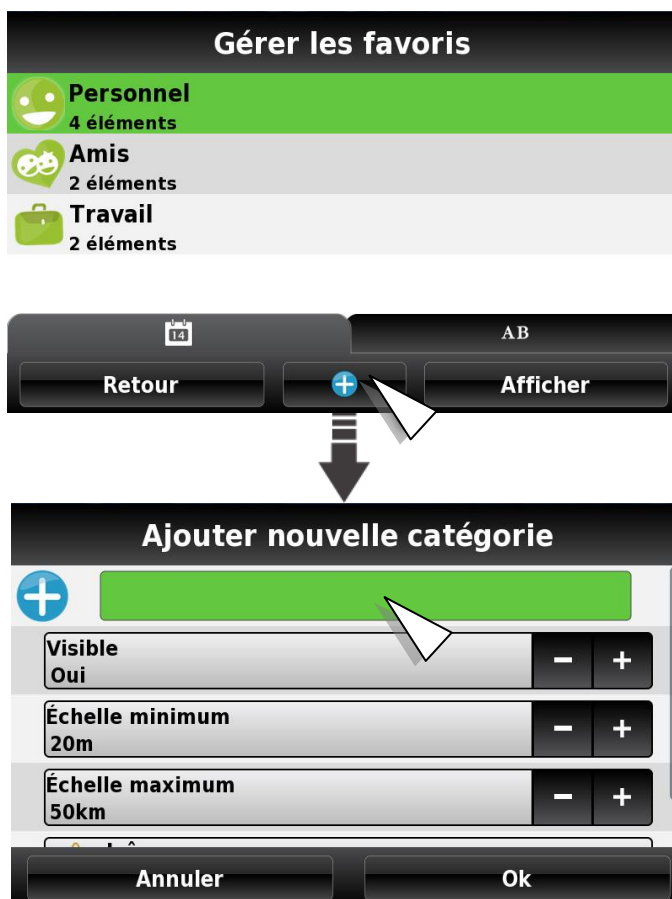 Gérer les favoris
Personnel
4 éléments
Amis
2 éléments
Travail
2 éléments
14
AB
Retour
Afficher
Ajouter nouvelle catégorie
Visible
Oui
− +
Échelle minimum
20m
− +
Échelle maximum
50km
− +
Annuler
Ok